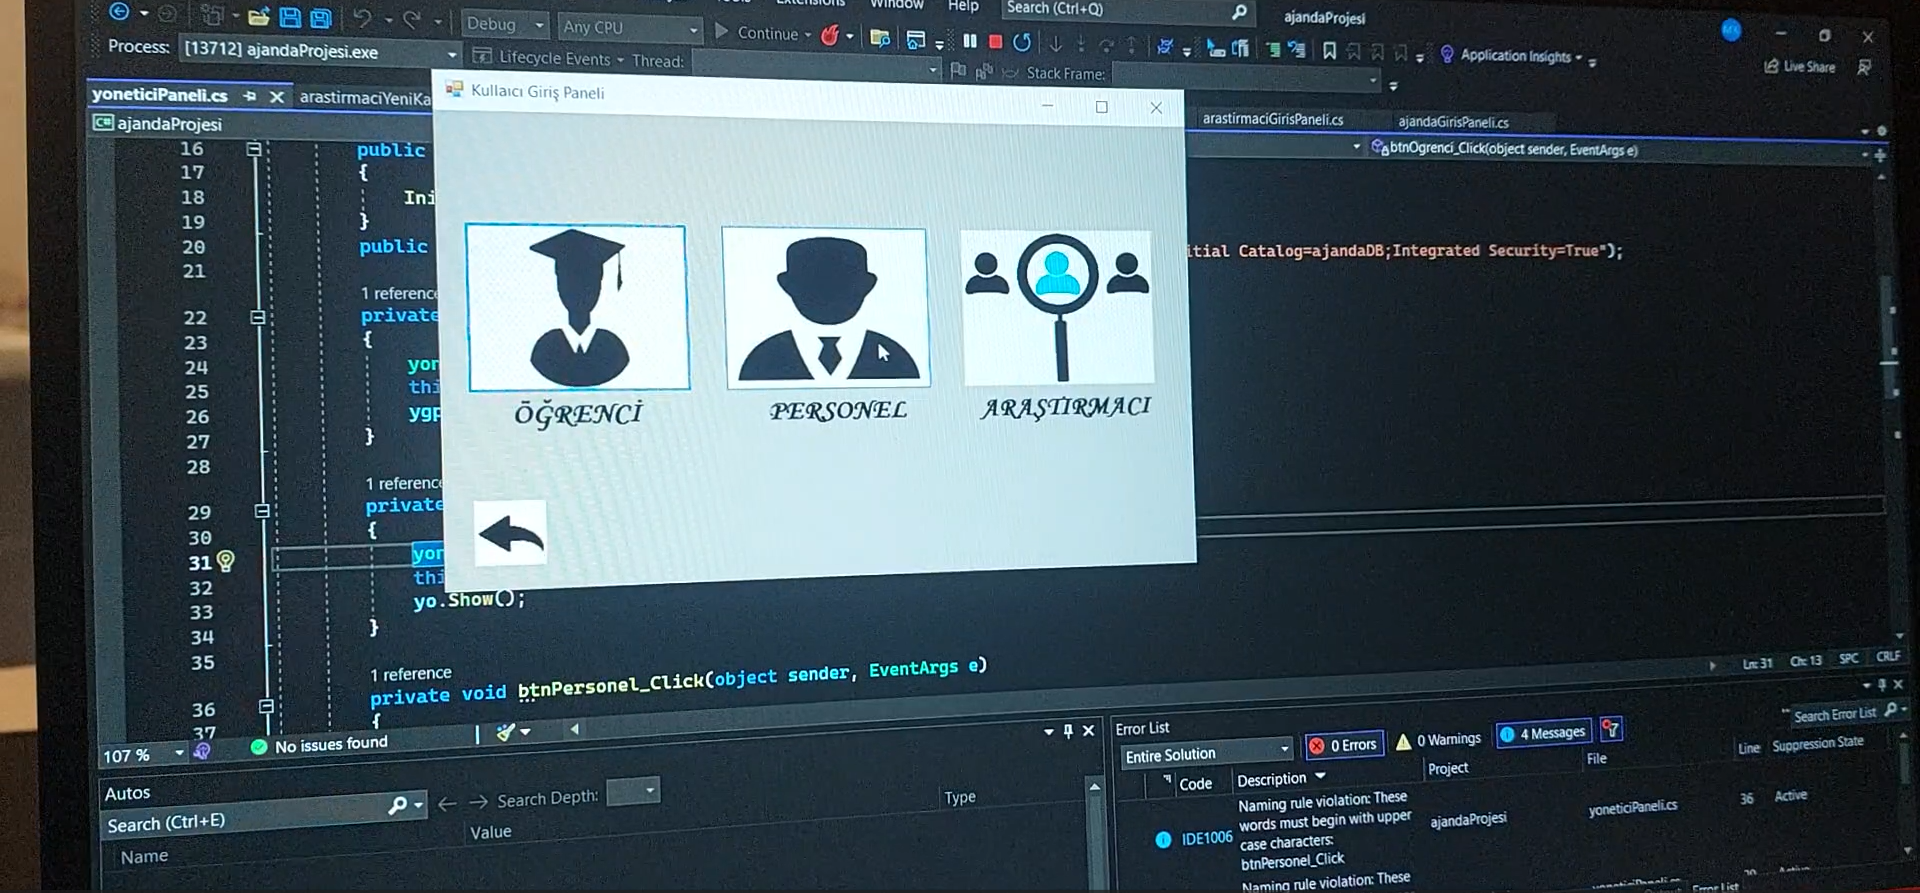 Window
Help
Search (Ctrl+Q)
ajandaProjesi
Debug
Any CPU
Continue
Process:
[13712] ajandaProjesi.exe
Lifecycle Events
Thread:
Stack Frame:
Application Insights
Live Share
yoneticiPaneli.cs
arastirmaciYeniKa
arastirmaciGirisPaneli.cs
ajandaGirisPaneli.cs
C# ajandaProjesi
btnOgrenci_Click(object sender, EventArgs e)
Kullaıcı Giriş Paneli
ÖĞRENCİ
PERSONEL
ARAŞTIRMACI
16 public
17 {
18 Ini
19 }
20 public
itial Catalog=ajandaDB;Integrated Security=True");
21
1 reference
22 private
23 {
24 yon
25 thi
26 ygp
27 }
28
1 reference
29 private
30 {
31 yon
32 thi
33 yo.Show();
34 }
35
1 reference
36 private void btnPersonel_Click(object sender, EventArgs e)
37 {
107 %
No issues found
Ln: 31 Ch: 13 SPC CRLF
Autos
Search (Ctrl+E)
Search Depth:
Name
Value
Type
Error List
Entire Solution
0 Errors
0 Warnings
4 Messages
Search Error List
Code
Description
Project
File
Line
Suppression State
IDE1006
Naming rule violation: These
words must begin with upper
case characters:
btnPersonel_Click
ajandaProjesi
yoneticiPaneli.cs
36
Active
Naming rule violation: These